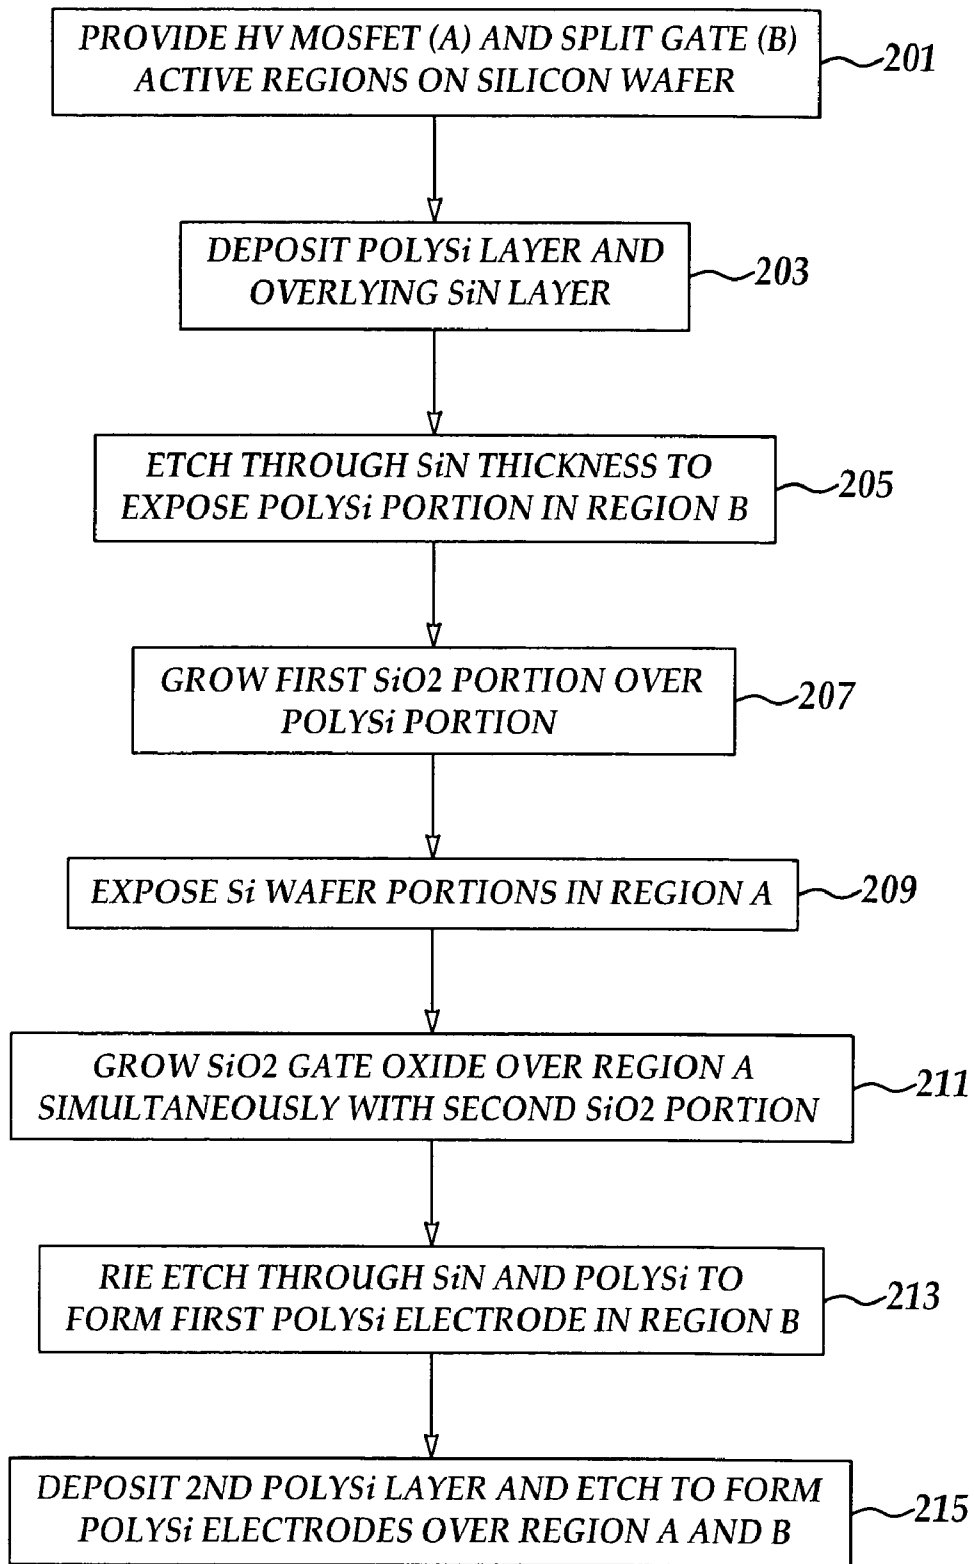 PROVIDE HV MOSFET (A) AND SPLIT GATE (B)
ACTIVE REGIONS ON SILICON WAFER
201
DEPOSIT POLYSi LAYER AND
OVERLYING SiN LAYER
203
ETCH THROUGH SiN THICKNESS TO
EXPOSE POLYSi PORTION IN REGION B
205
GROW FIRST SiO2 PORTION OVER
POLYSi PORTION
207
EXPOSE Si WAFER PORTIONS IN REGION A
209
GROW SiO2 GATE OXIDE OVER REGION A
SIMULTANEOUSLY WITH SECOND SiO2 PORTION
211
RIE ETCH THROUGH SiN AND POLYSi TO
FORM FIRST POLYSi ELECTRODE IN REGION B
213
DEPOSIT 2ND POLYSi LAYER AND ETCH TO FORM
POLYSi ELECTRODES OVER REGION A AND B
215